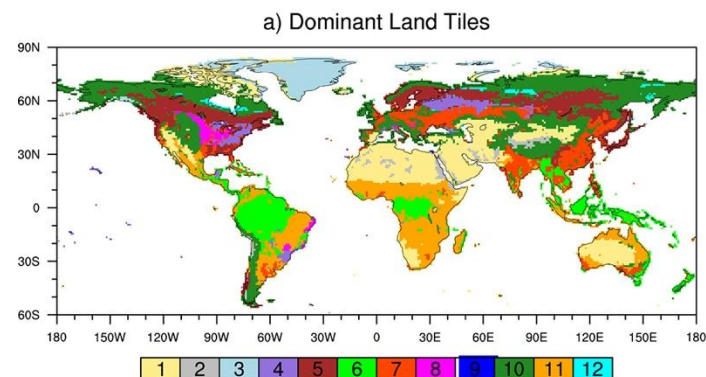 a) Dominant Land Tiles
90N
60N
30N
0
30S
60S
180 150W 120W 90W 60W 30W 0 30E 60E 90E 120E 150E 180
1 2 3 4 5 6 7 8 9 10 11 12